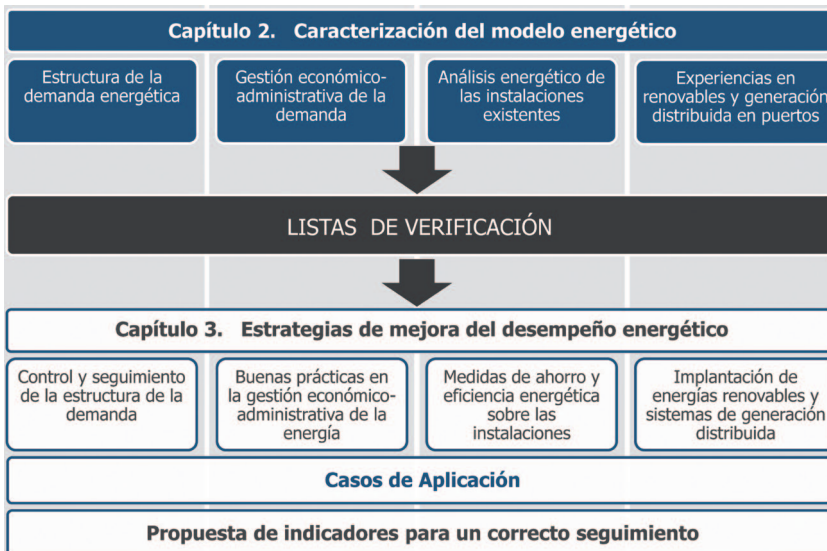 Capítulo 2. Caracterización del modelo energético
Estructura de la
demanda energética
Gestión económico-
administrativa de la
demanda
Análisis energético de
las instalaciones
existentes
Experiencias en
renovables y generación
distribuida en puertos
LISTAS DE VERIFICACIÓN
Capítulo 3. Estrategias de mejora del desempeño energético
Control y seguimiento
de la estructura de la
demanda
Buenas prácticas en
la gestión económico-
administrativa de la
energía
Medidas de ahorro y
eficiencia energética
sobre las
instalaciones
Implantación de
energías renovables y
sistemas de generación
distribuida
Casos de Aplicación
Propuesta de indicadores para un correcto seguimiento